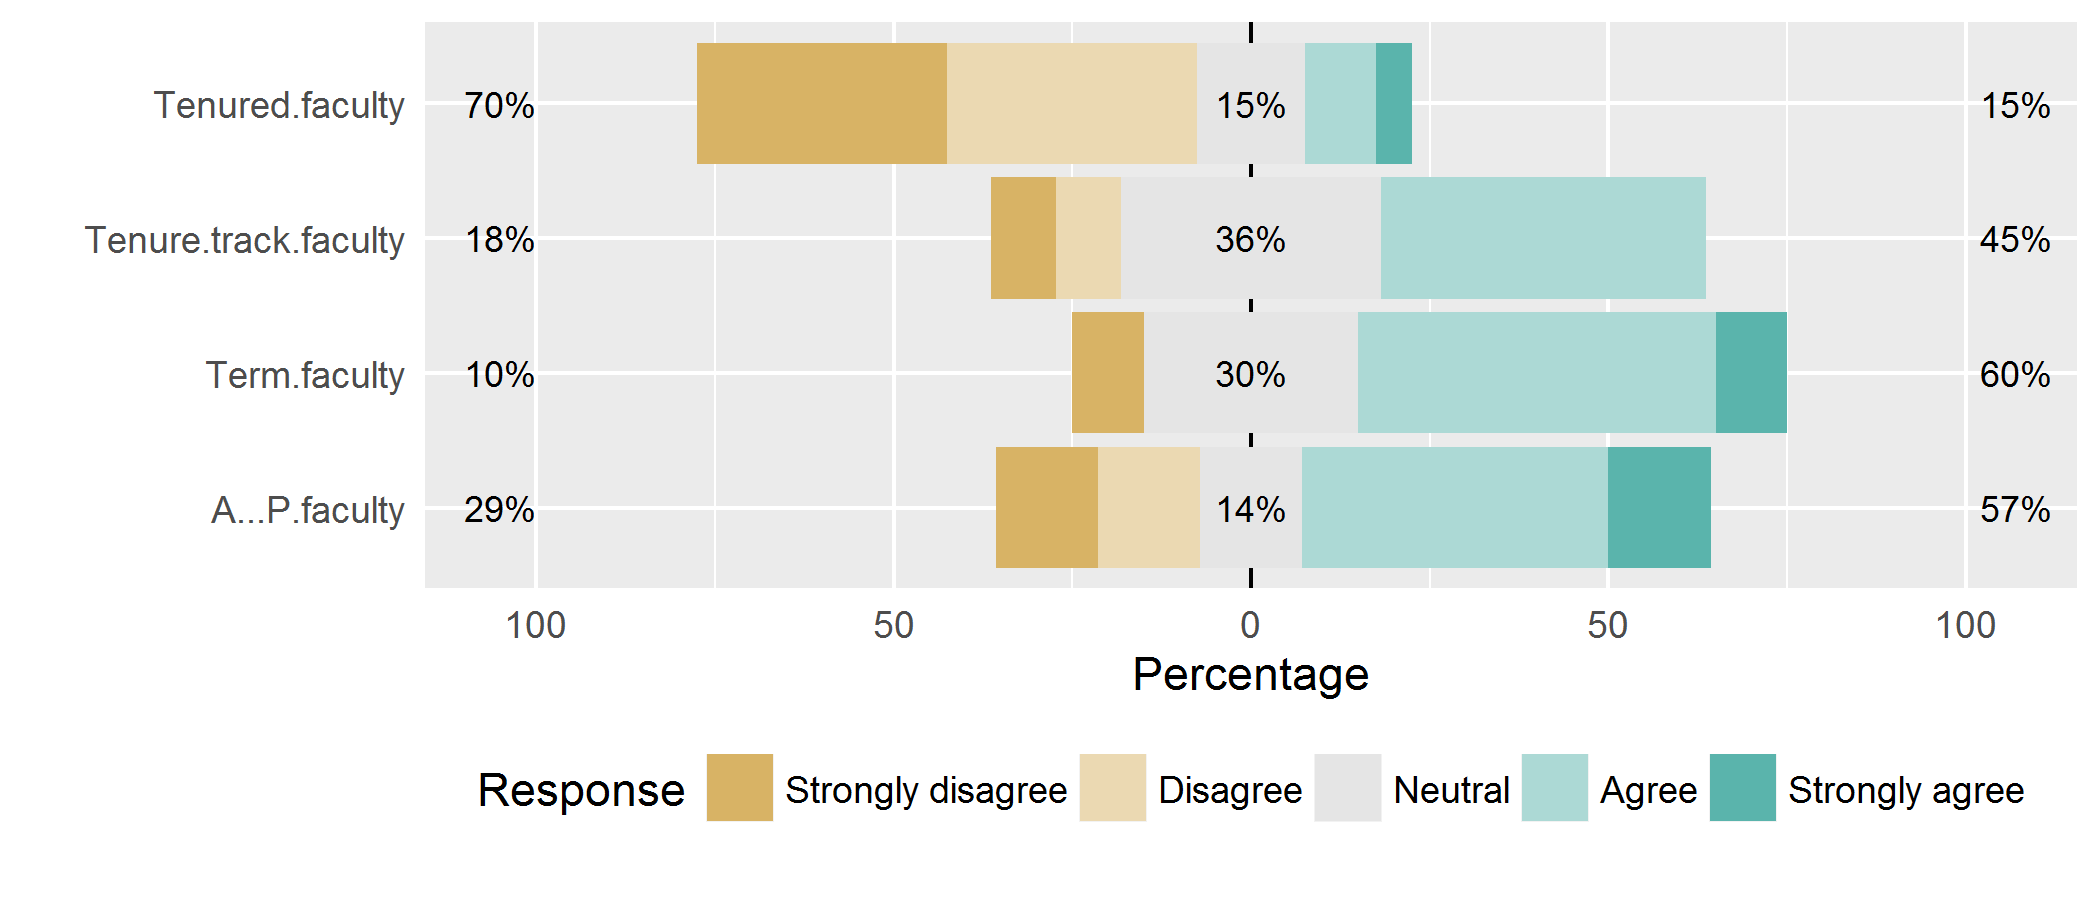 Tenured.faculty 70% 15% 15%
Tenure.track.faculty 18% 36% 45%
Term.faculty 10% 30% 60%
A...P.faculty 29% 14% 57%
100 50 0 50 100
Percentage
Response Strongly disagree Disagree Neutral Agree Strongly agree